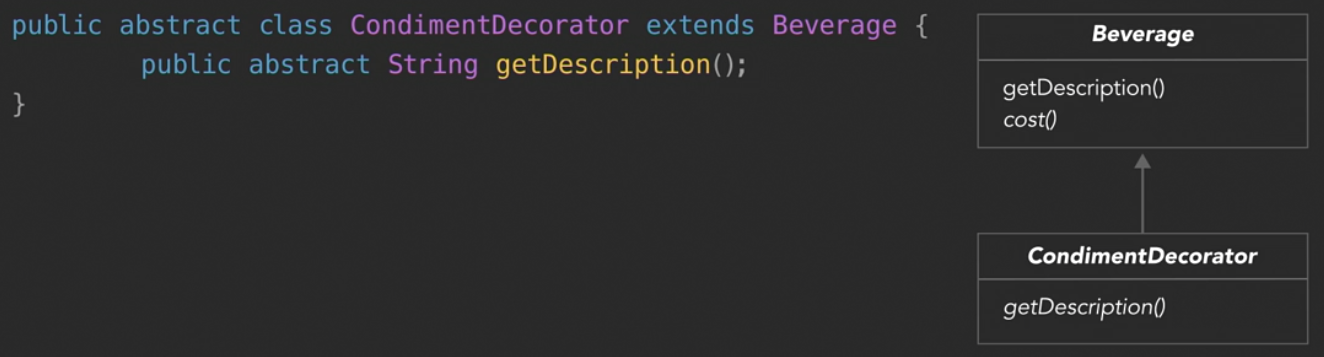 public abstract class CondimentDecorator extends Beverage {
        public abstract String getDescription();
}
Beverage
getDescription()
cost()
CondimentDecorator
getDescription()